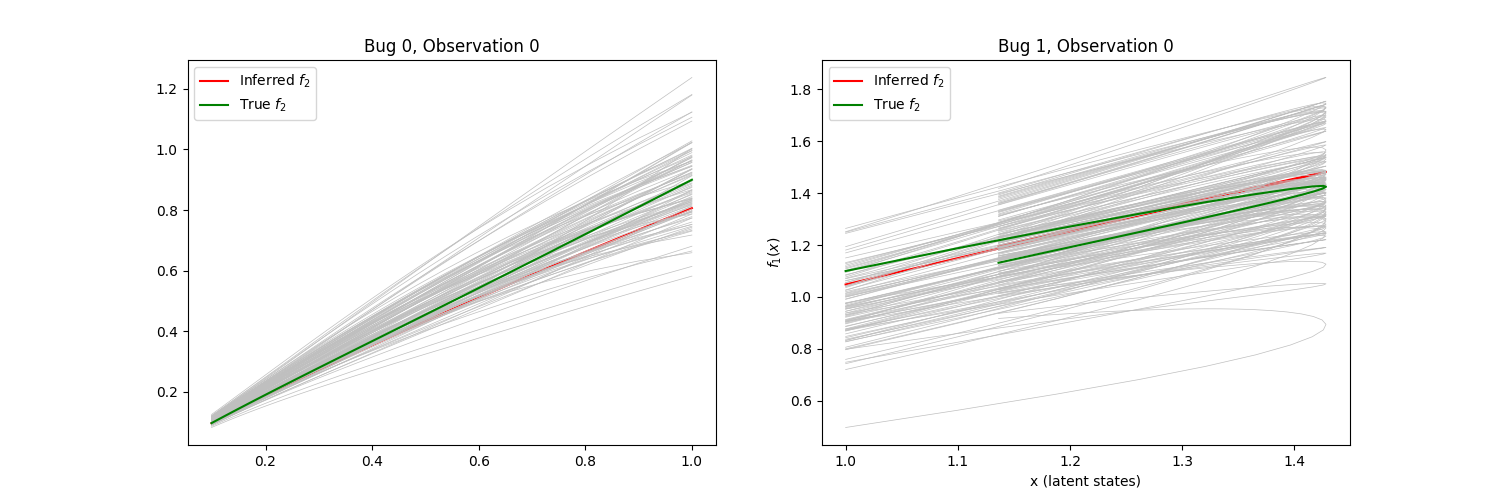 Bug 0, Observation 0
Inferred f₂
True f₂
1.2
1.0
0.8
0.6
0.4
0.2
0.2 0.4 0.6 0.8 1.0
Bug 1, Observation 0
Inferred f₂
True f₂
f₁(x)
1.8
1.6
1.4
1.2
1.0
0.8
0.6
1.0 1.1 1.2 1.3 1.4
x (latent states)